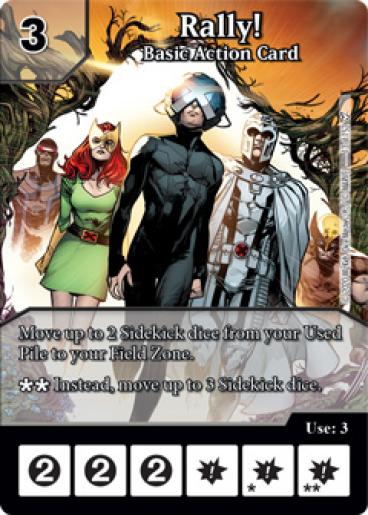 3
Rally!
Basic Action Card
Move up to 2 Sidekick dice from your Used
Pile to your Field Zone.
** Instead, move up to 3 Sidekick dice.
Use: 3
2 2 2 ! ! !
* **